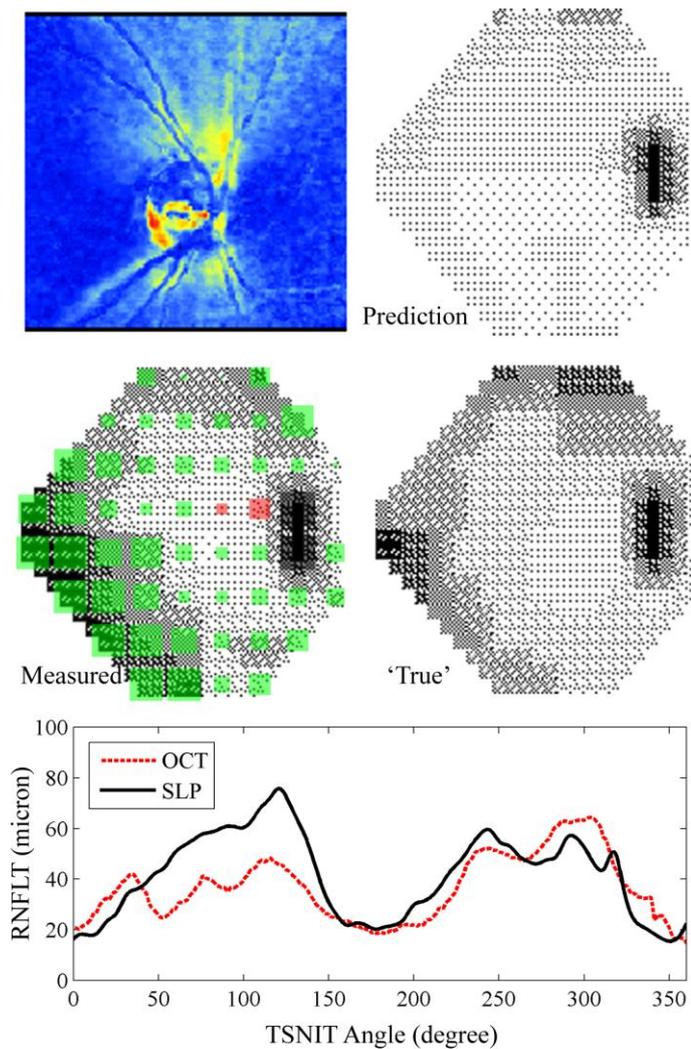 Prediction
Measured
‘True’
100
80
60
40
20
0
RNFLT (micron)
OCT
SLP
0 50 100 150 200 250 300 350
TSNIT Angle (degree)